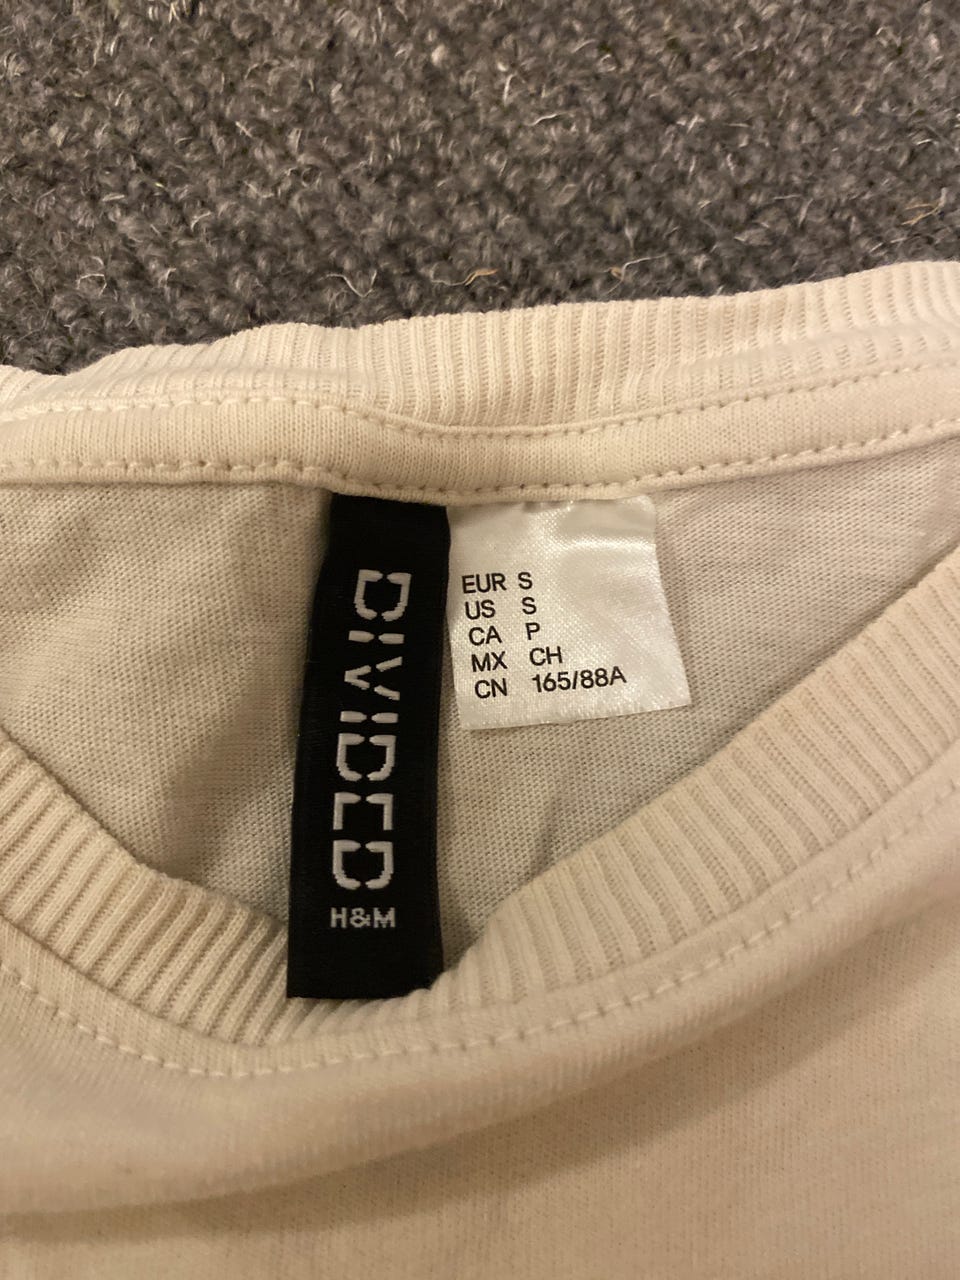 DIVIDED
H&M
EUR S
US S
CA P
MX CH
CN 165/88A